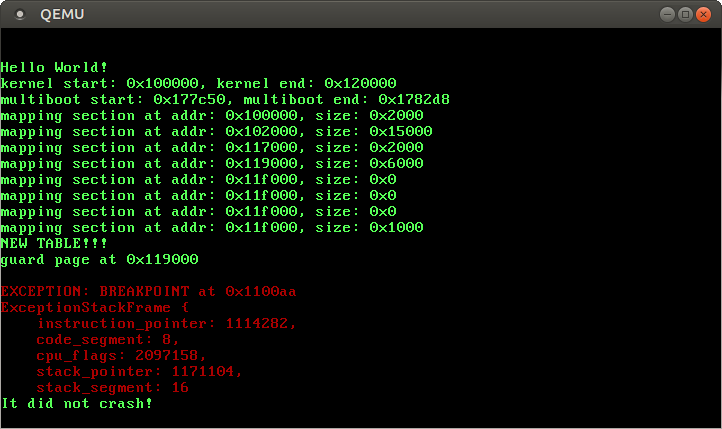 QEMU
Hello World!
kernel start: 0x100000, kernel end: 0x120000
multiboot start: 0x177c50, multiboot end: 0x1782d8
mapping section at addr: 0x100000, size: 0x2000
mapping section at addr: 0x102000, size: 0x15000
mapping section at addr: 0x117000, size: 0x2000
mapping section at addr: 0x119000, size: 0x6000
mapping section at addr: 0x11f000, size: 0x0
mapping section at addr: 0x11f000, size: 0x0
mapping section at addr: 0x11f000, size: 0x0
mapping section at addr: 0x11f000, size: 0x1000
NEW TABLE!!!
guard page at 0x119000
EXCEPTION: BREAKPOINT at 0x1100aa
ExceptionStackFrame {
    instruction_pointer: 1114282,
    code_segment: 8,
    cpu_flags: 2097158,
    stack_pointer: 1171104,
    stack_segment: 16
It did not crash!